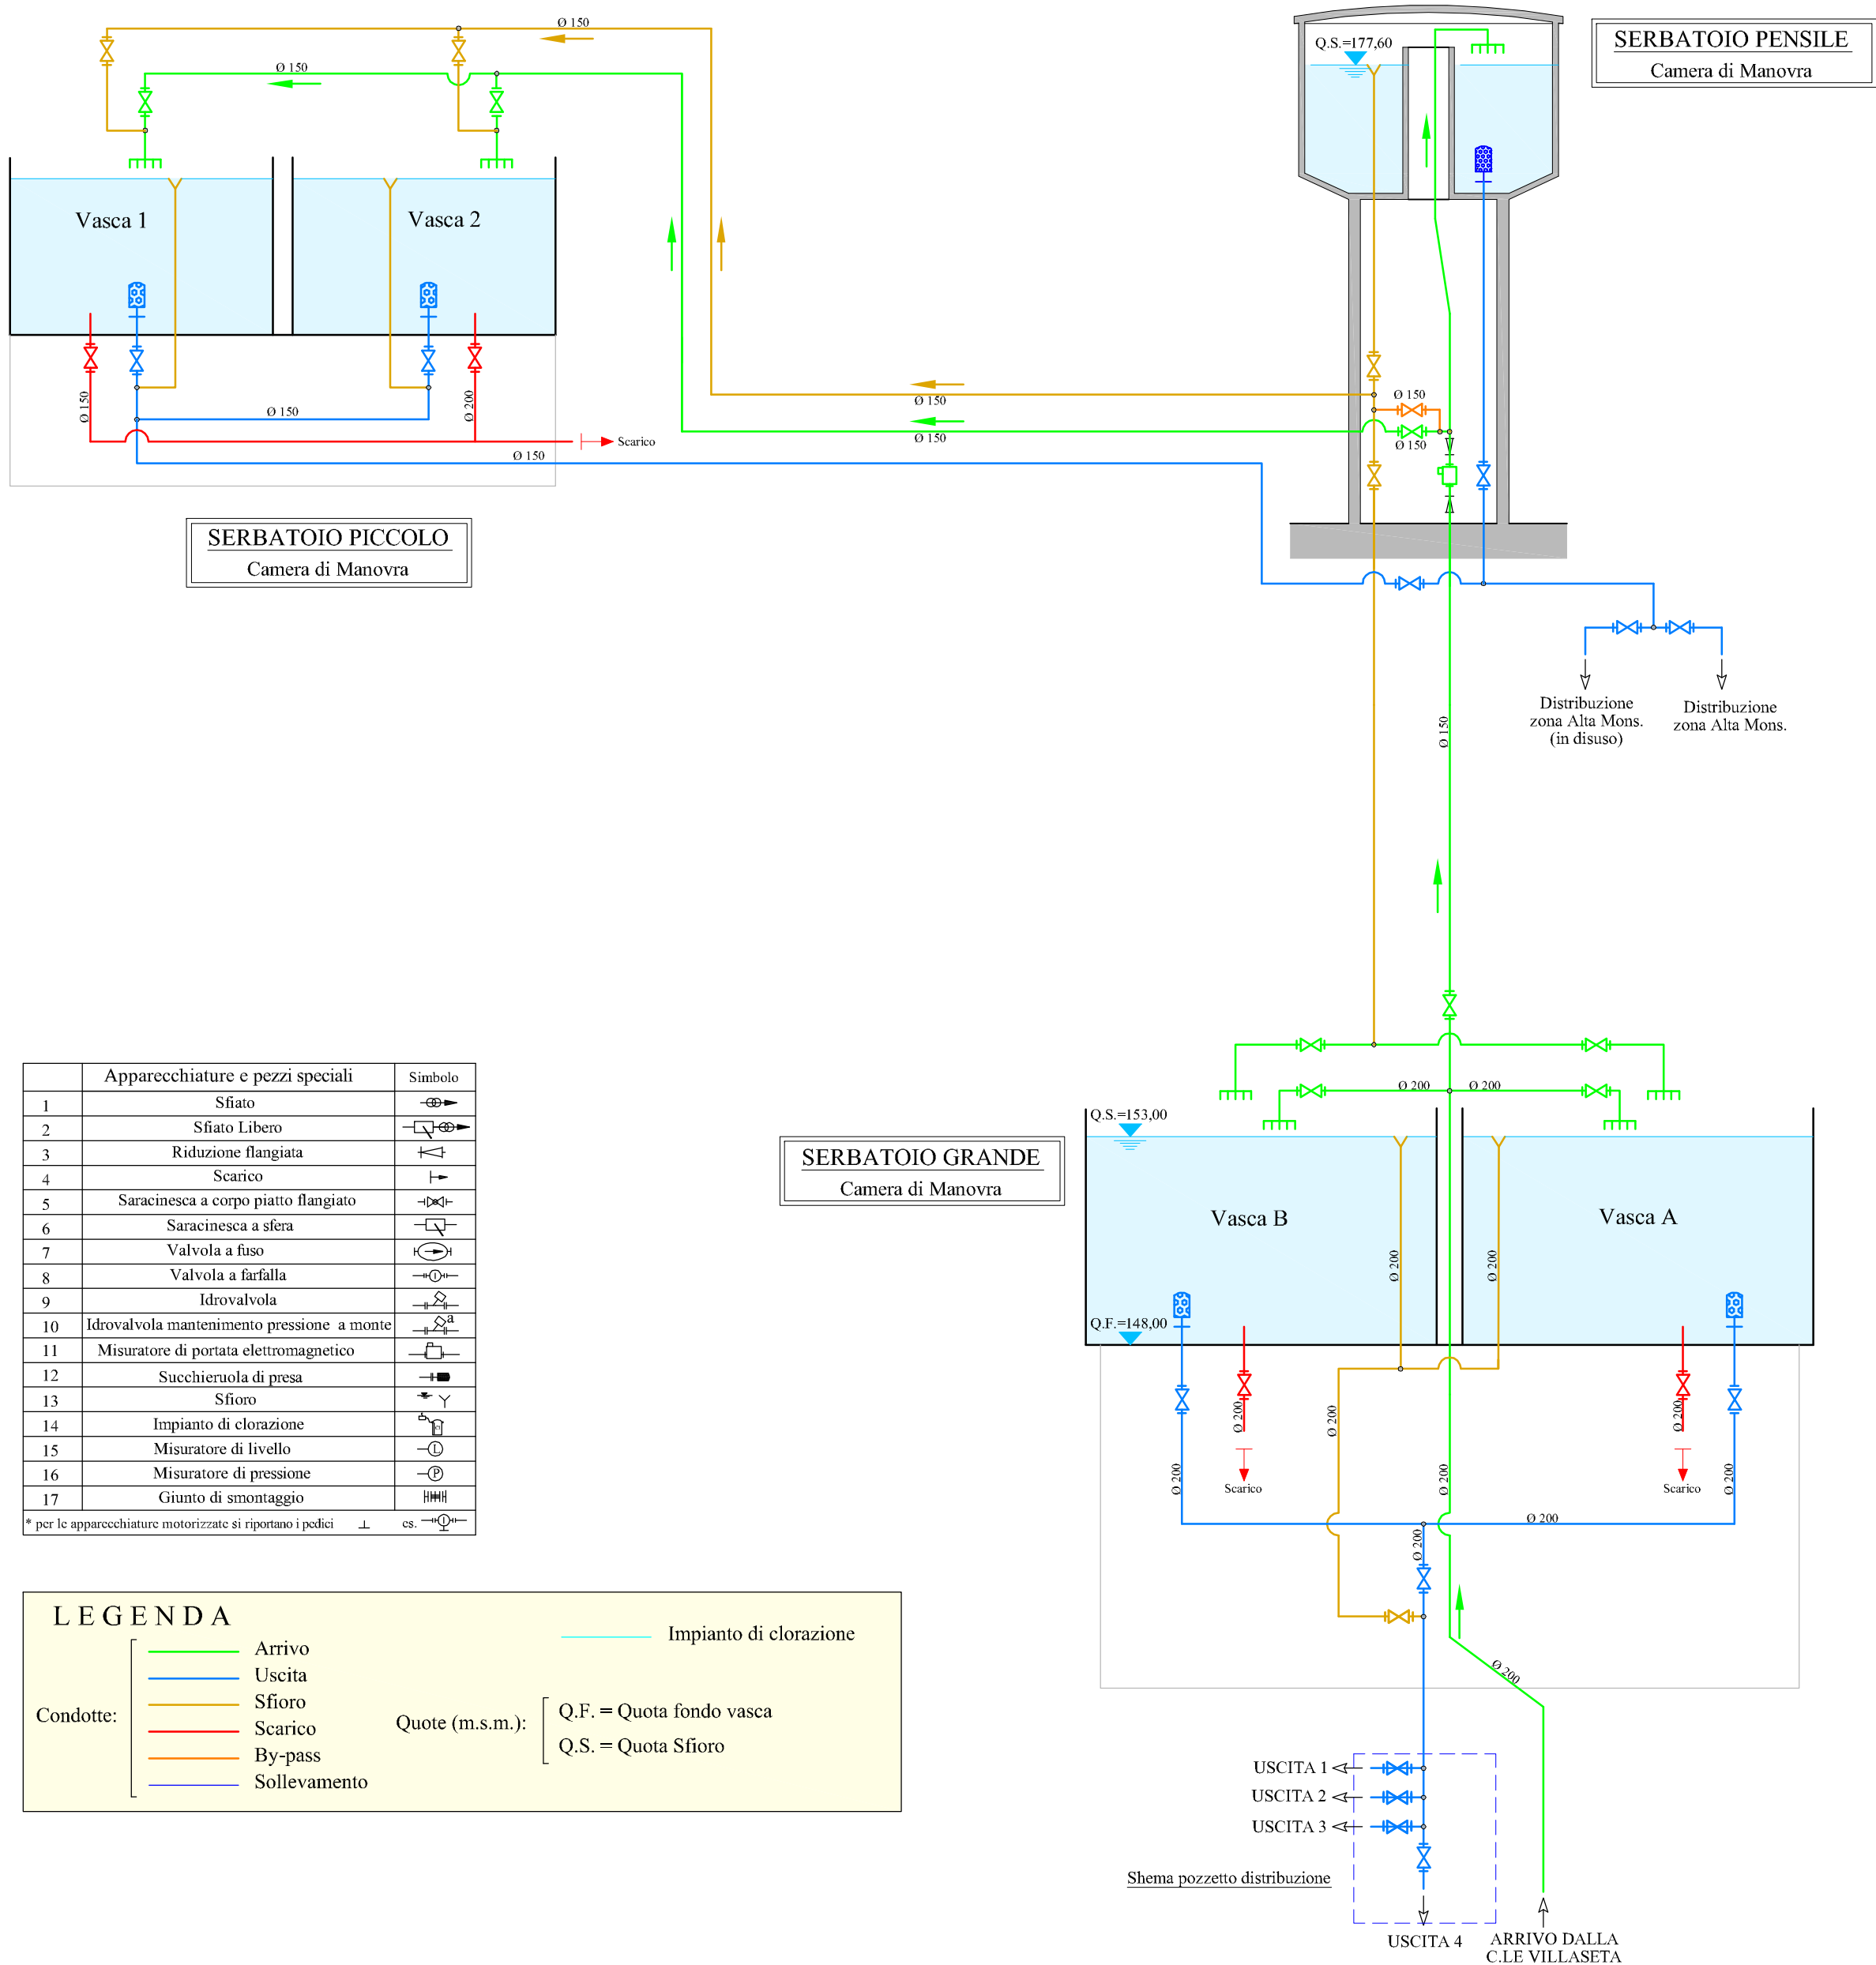 Ø 150
Ø 150
Vasca 1
Vasca 2
Ø 150
Ø 150
Ø 200
Scarico
Ø 150
SERBATOIO PICCOLO
Camera di Manovra
Q.S.=177,60
SERBATOIO PENSILE
Camera di Manovra
Ø 150
Ø 150
Ø 150
Ø 150
Distribuzione
zona Alta Mons.
(in disuso)
Distribuzione
zona Alta Mons.
Ø 150
Ø 200
Ø 200
Q.S.=153,00
SERBATOIO GRANDE
Camera di Manovra
Vasca B
Vasca A
Ø 200
Ø 200
Q.F.=148,00
Ø 200
Ø 200
Ø 200
Scarico
Scarico
Ø 200
Ø 200
Ø 200
Ø 200
Ø 200
Ø 200
USCITA 1
USCITA 2
USCITA 3
Shema pozzetto distribuzione
USCITA 4
Ø 200
ARRIVO DALLA
C.LE VILLASETA
Apparecchiature e pezzi speciali Simbolo
1 Sfiato
2 Sfiato Libero
3 Riduzione flangiata
4 Scarico
5 Saracinesca a corpo piatto flangiato
6 Saracinesca a sfera
7 Valvola a fuso
8 Valvola a farfalla
9 Idrovalvola
10 Idrovalvola mantenimento pressione a monte a
11 Misuratore di portata elettromagnetico
12 Succhieruola di presa
13 Sfioro
14 Impianto di clorazione
15 Misuratore di livello L
16 Misuratore di pressione P
17 Giunto di smontaggio
* per le apparecchiature motorizzate si riportano i pedici es.
LEGENDA
Condotte:
Arrivo
Uscita
Sfioro
Scarico
By-pass
Sollevamento
Impianto di clorazione
Quote (m.s.m.):
Q.F. = Quota fondo vasca
Q.S. = Quota Sfioro